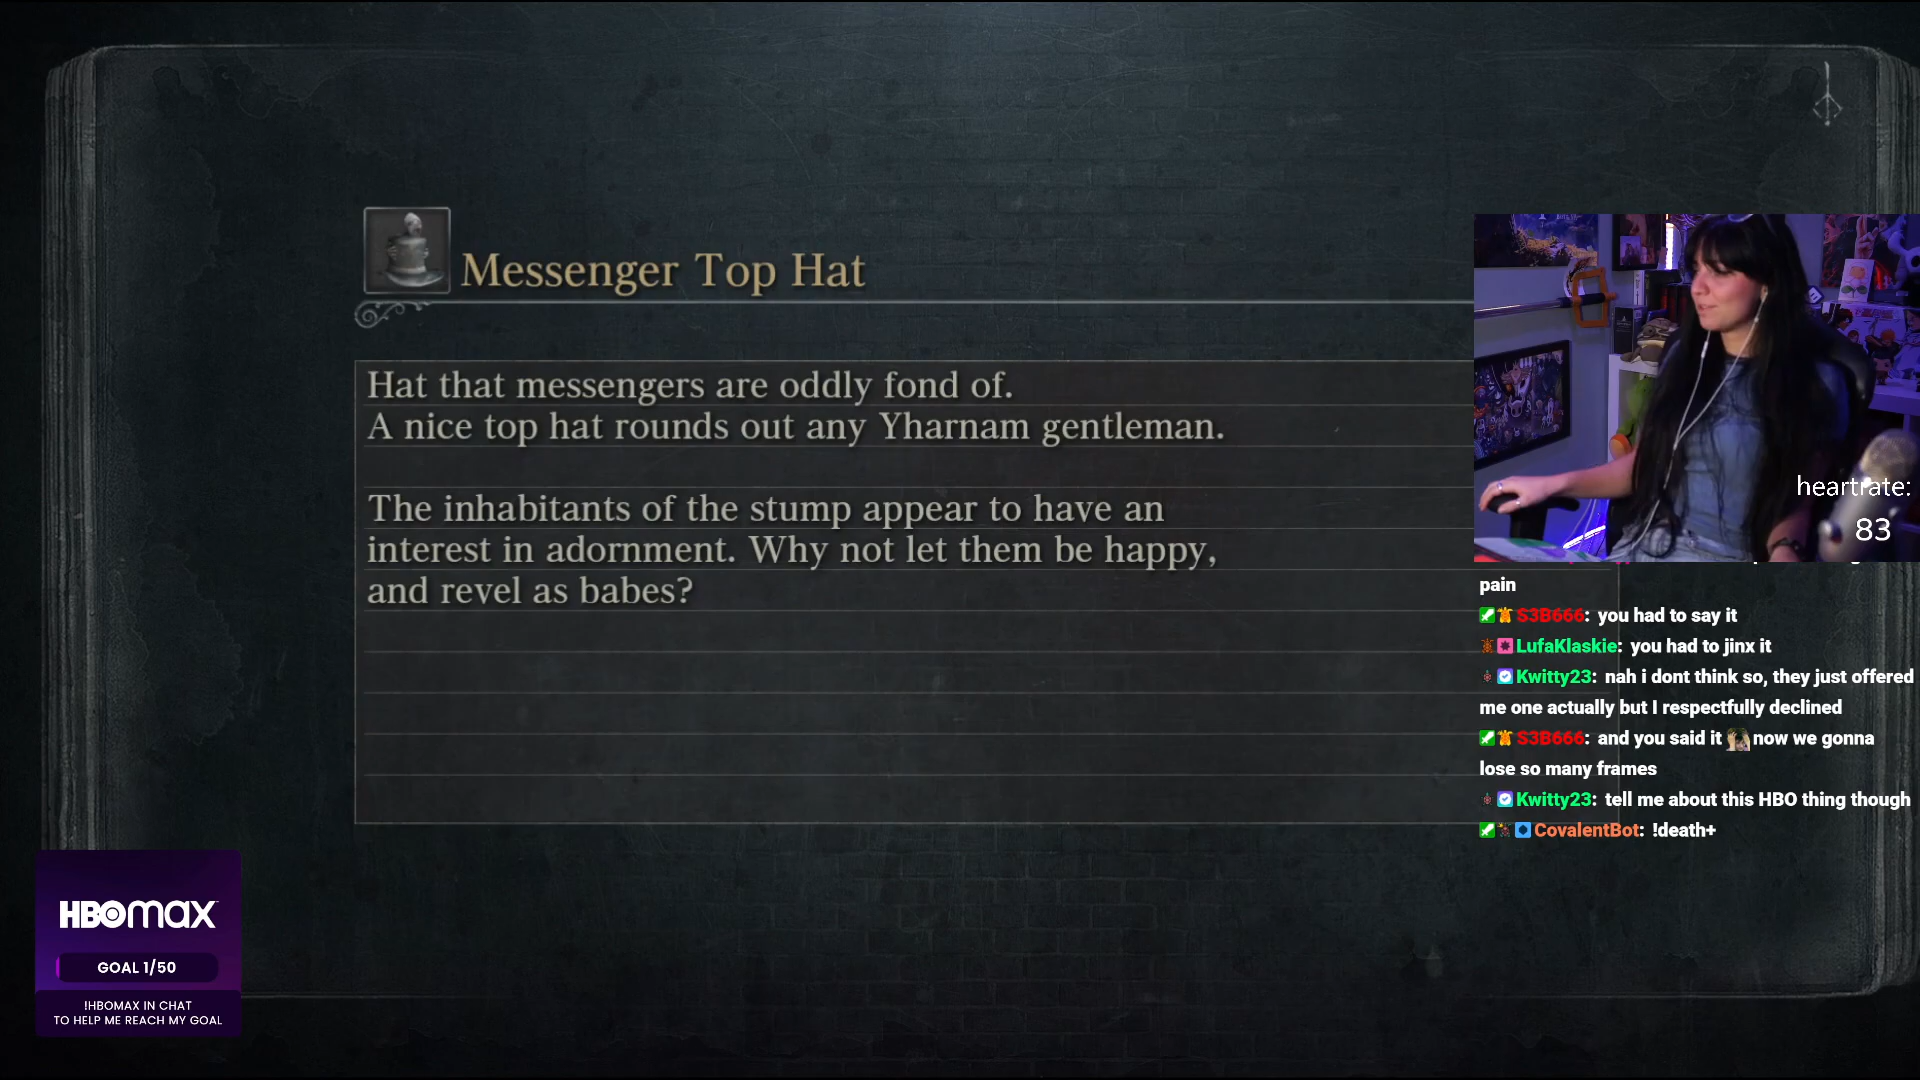 Messenger Top Hat
Hat that messengers are oddly fond of.
A nice top hat rounds out any Yharnam gentleman.
The inhabitants of the stump appear to have an
interest in adornment. Why not let them be happy,
and revel as babes?
heartrate:
83
pain
S3B666: you had to say it
LufaKlaskie: you had to jinx it
Kwitty23: nah i dont think so, they just offered
me one actually but I respectfully declined
S3B666: and you said it now we gonna
lose so many frames
Kwitty23: tell me about this HBO thing though
CovalentBot: !death+
HBOmax
GOAL 1/50
!HBOMAX IN CHAT
TO HELP ME REACH MY GOAL